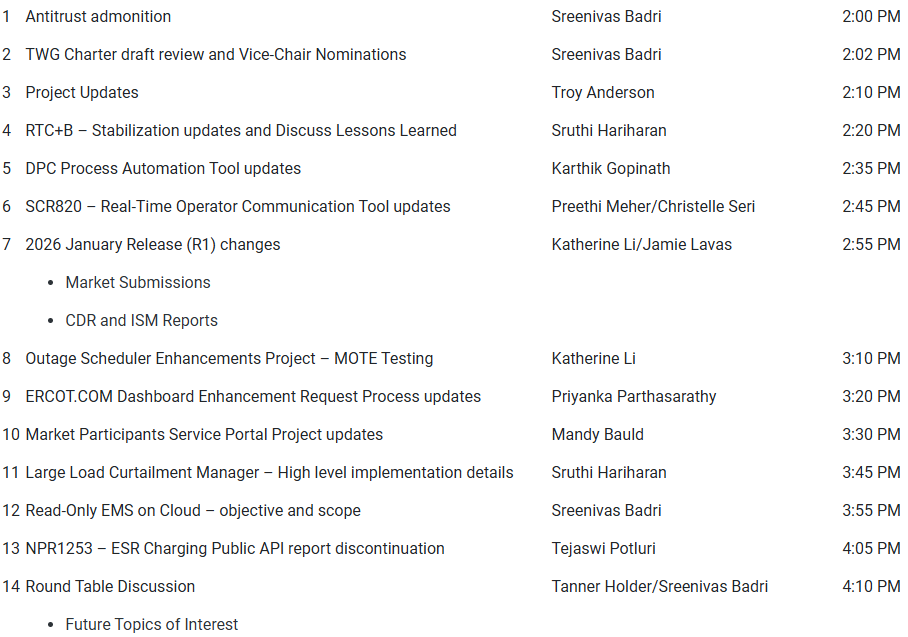 1 Antitrust admonition Sreenivas Badri 2:00 PM
2 TWG Charter draft review and Vice-Chair Nominations Sreenivas Badri 2:02 PM
3 Project Updates Troy Anderson 2:10 PM
4 RTC+B – Stabilization updates and Discuss Lessons Learned Sruthi Hariharan 2:20 PM
5 DPC Process Automation Tool updates Karthik Gopinath 2:35 PM
6 SCR820 – Real-Time Operator Communication Tool updates Preethi Meher/Christelle Seri 2:45 PM
7 2026 January Release (R1) changes Katherine Li/Jamie Lavas 2:55 PM
• Market Submissions
• CDR and ISM Reports
8 Outage Scheduler Enhancements Project – MOTE Testing Katherine Li 3:10 PM
9 ERCOT.COM Dashboard Enhancement Request Process updates Priyanka Parthasarathy 3:20 PM
10 Market Participants Service Portal Project updates Mandy Bauld 3:30 PM
11 Large Load Curtailment Manager – High level implementation details Sruthi Hariharan 3:45 PM
12 Read-Only EMS on Cloud – objective and scope Sreenivas Badri 3:55 PM
13 NPR1253 – ESR Charging Public API report discontinuation Tejaswi Potluri 4:05 PM
14 Round Table Discussion Tanner Holder/Sreenivas Badri 4:10 PM
• Future Topics of Interest